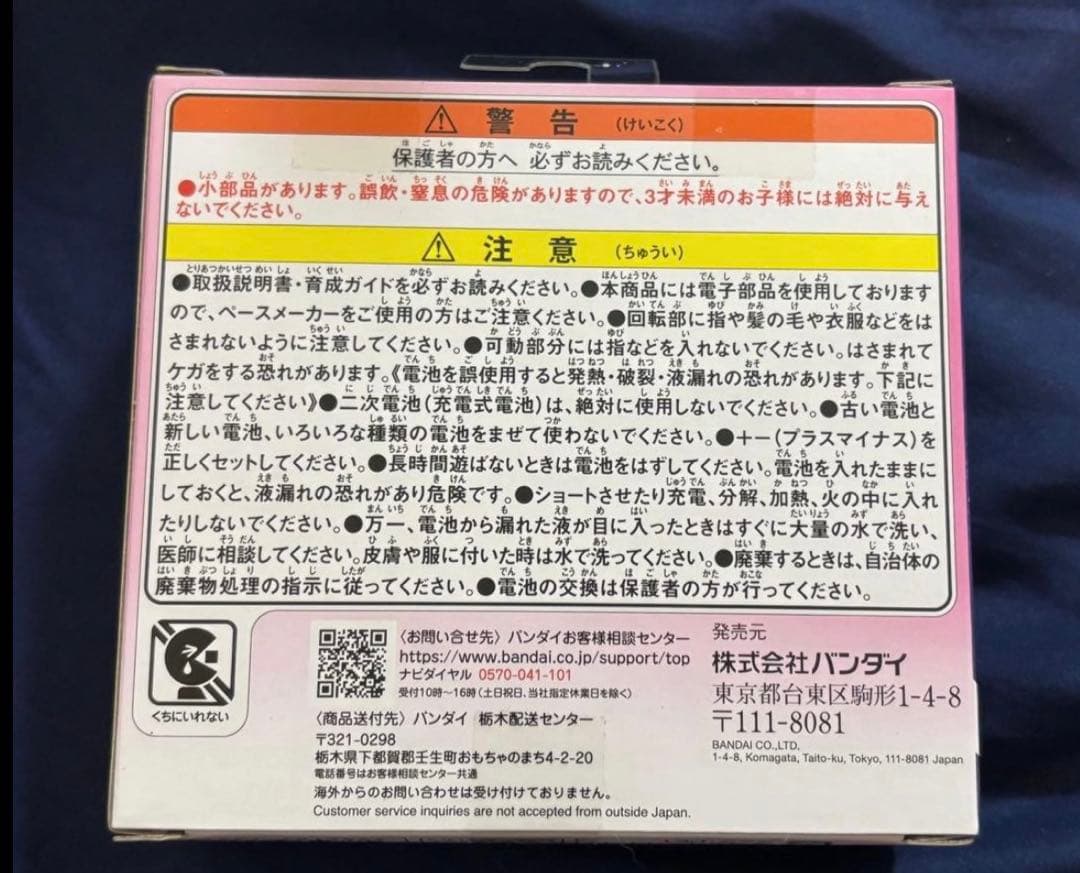 警告 (けいこく)
保護者の方へ 必ずお読みください。
●小部品があります。誤飲・窒息の危険がありますので、3才未満のお子様には絶対に与え
ないでください。
注意 (ちゅうい)
●取扱説明書・育成ガイドを必ずお読みください。●本商品には電子部品を使用しております
ので、ペースメーカーをご使用の方はご注意ください。●回転部に指や髪の毛や衣服などをは
さまれないように注意してください。●可動部分には指などを入れないでください。はさまれて
ケガをする恐れがあります。《電池を誤使用すると発熱・破裂・液漏れの恐れがあります。下記に
注意してください》●二次電池(充電式電池)は、絶対に使用しないでください。●古い電池と
新しい電池、いろいろな種類の電池をまぜて使わないでください。●+-(プラスマイナス)を
正しくセットしてください。●長時間遊ばないときは電池をはずしてください。電池を入れたままに
しておくと、液漏れの恐れがあり危険です。●ショートさせたり充電、分解、加熱、火の中に入れ
たりしないでください。●万一、電池から漏れた液が目に入ったときはすぐに大量の水で洗い、
医師に相談してください。皮膚や服に付いた時は水で洗ってください。●廃棄するときは、自治体の
廃棄物処理の指示に従ってください。●電池の交換は保護者の方が行ってください。
くちにいれない
〈お問い合せ先〉バンダイお客様相談センター
https://www.bandai.co.jp/support/top
ナビダイヤル 0570-041-101
受付10時~16時(土日祝日、当社指定休業日を除く)
〈商品送付先〉バンダイ 栃木配送センター
〒321-0298
栃木県下都賀郡壬生町おもちゃのまち4-2-20
電話番号はお客様相談センター共通
海外からのお問い合わせは受け付けておりません。
Customer service inquiries are not accepted from outside Japan.
発売元
株式会社バンダイ
東京都台東区駒形1-4-8
〒111-8081
BANDAI CO.,LTD.
1-4-8, Komagata, Taito-ku, Tokyo, 111-8081 Japan